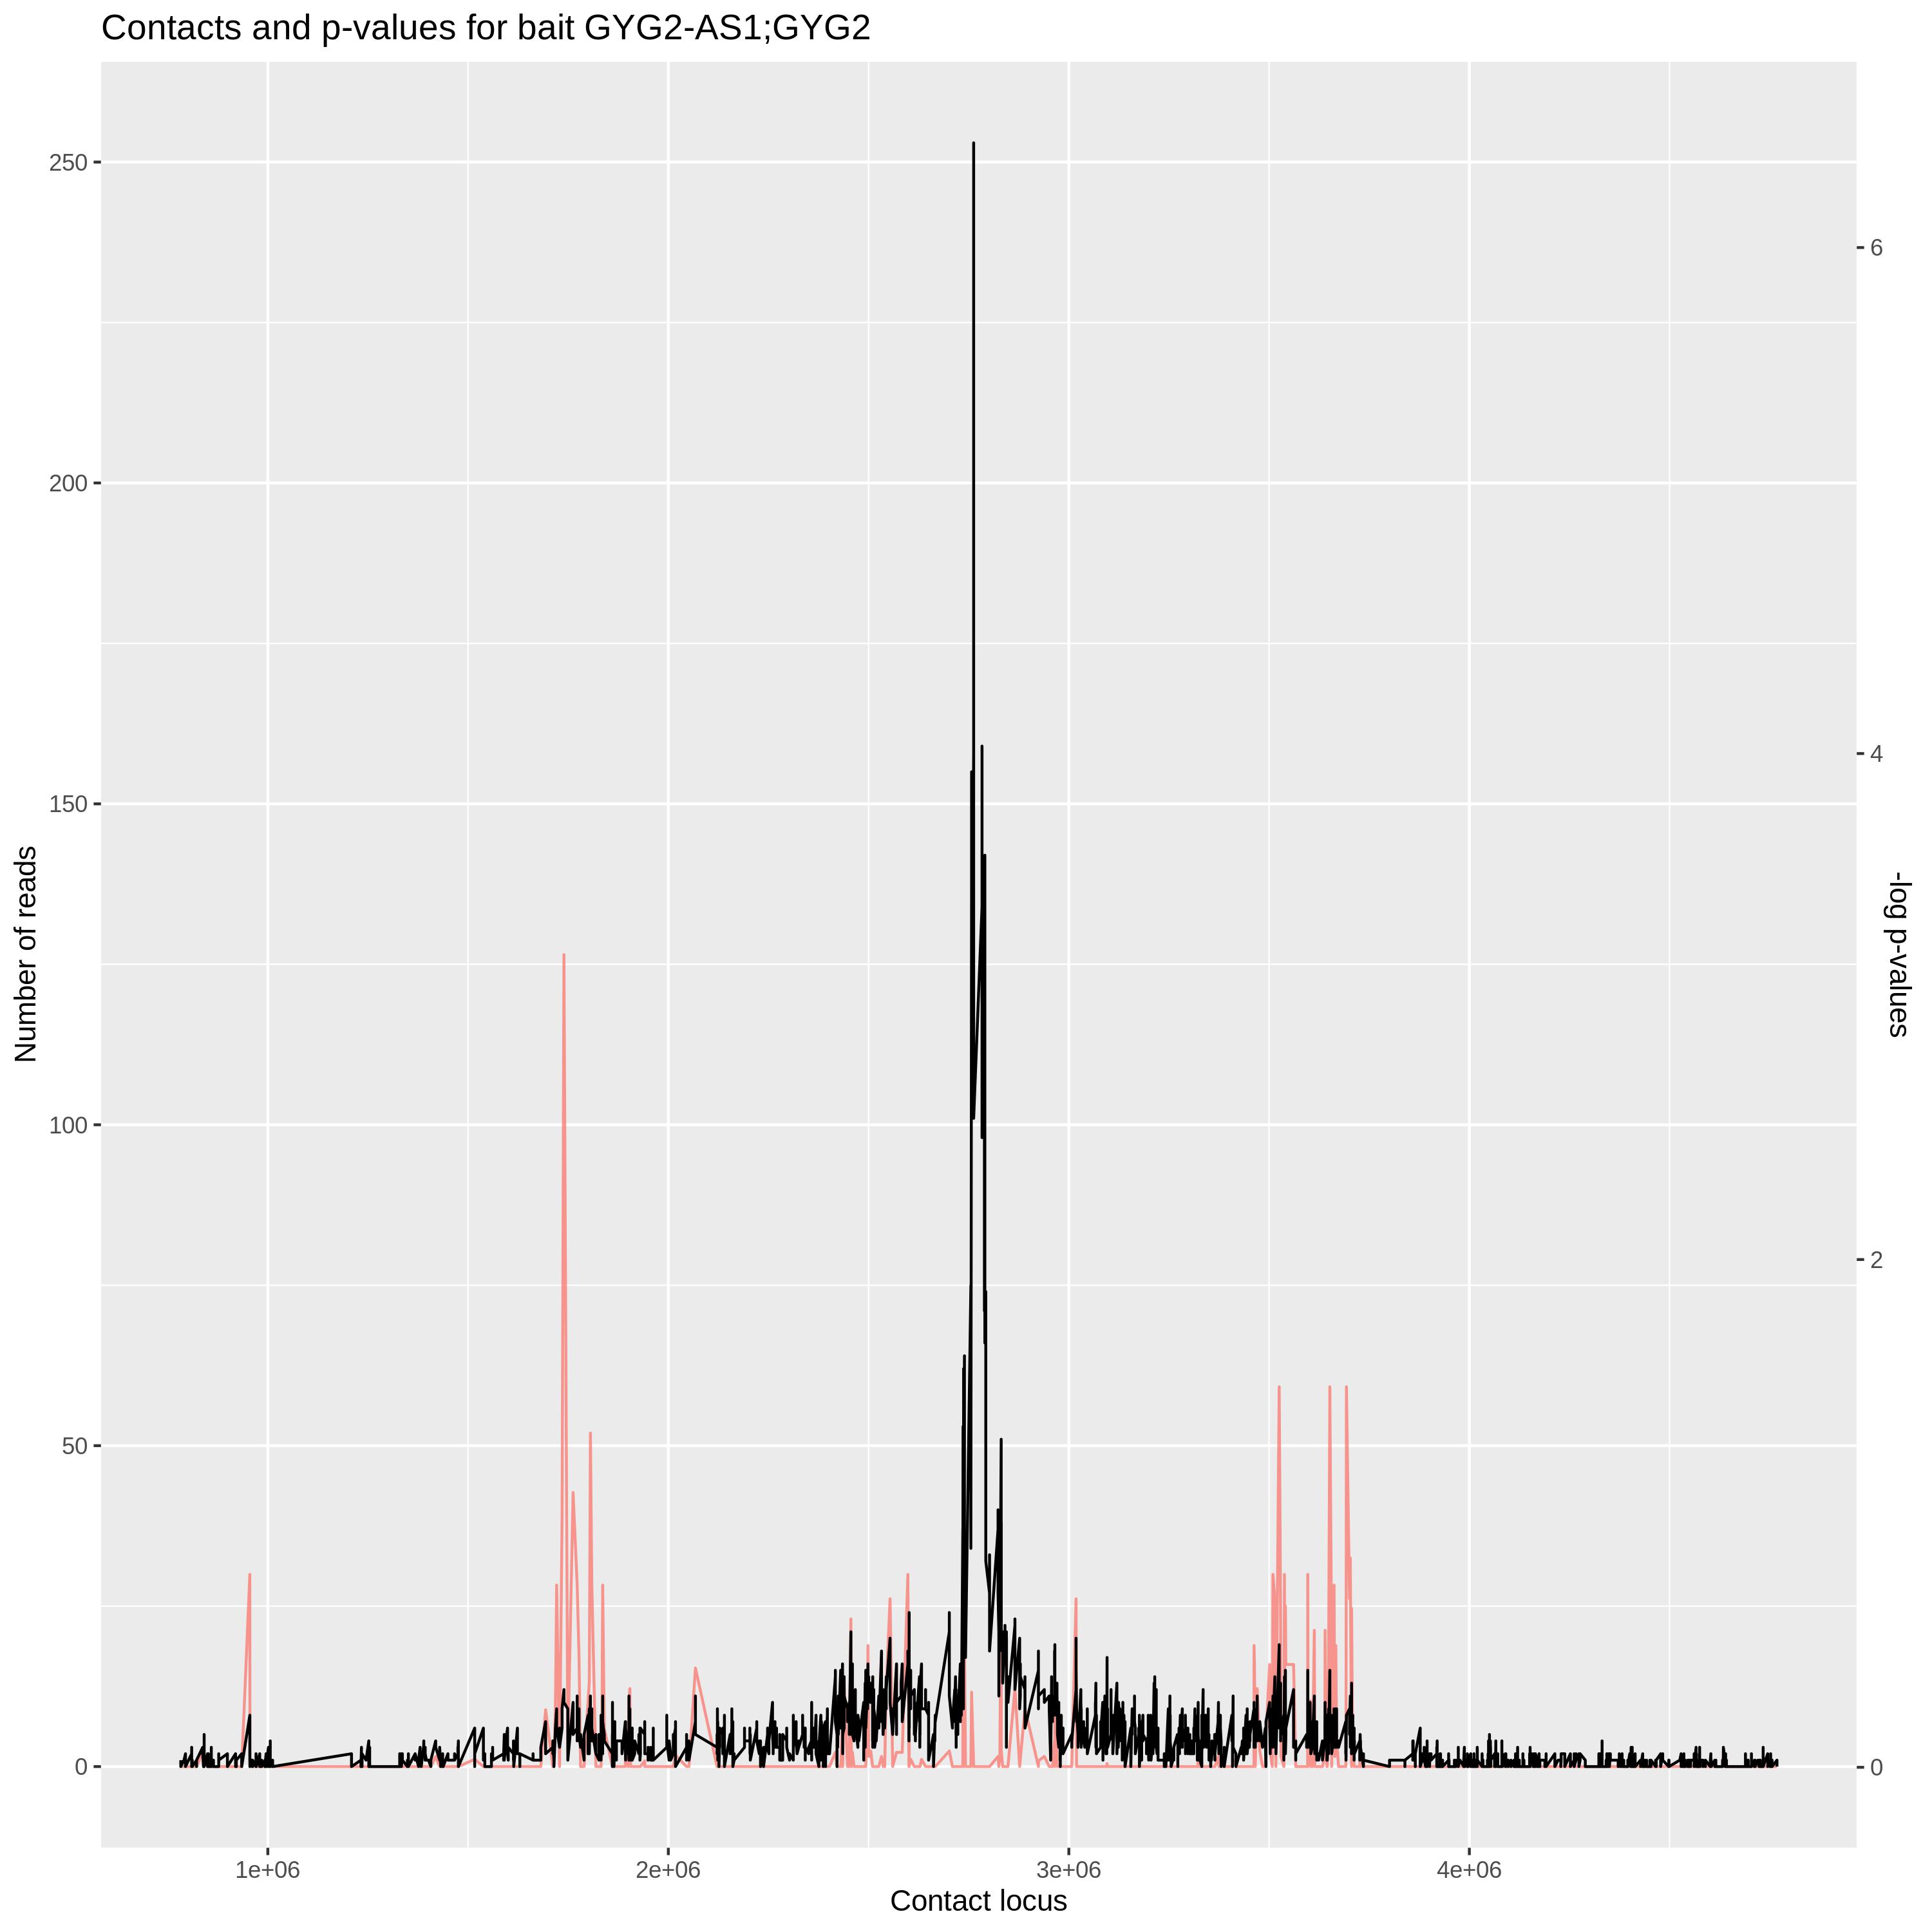 Contacts and p-values for bait GYG2-AS1;GYG2
250
200
150
100
50
0
Number of reads
6
4
2
0
-log p-values
1e+06
2e+06
3e+06
4e+06
Contact locus